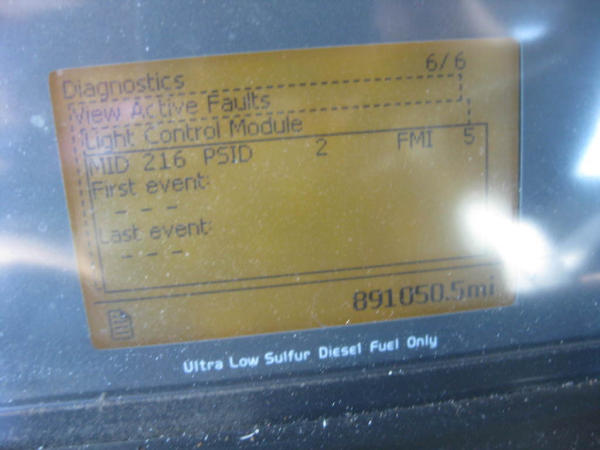 Diagnostics 6/6
View Active Faults
Light Control Module
MID 216 PSID 2 FMI 5
First event:
- - -
Last event:
- - -
891050.5mi
Ultra Low Sulfur Diesel Fuel Only